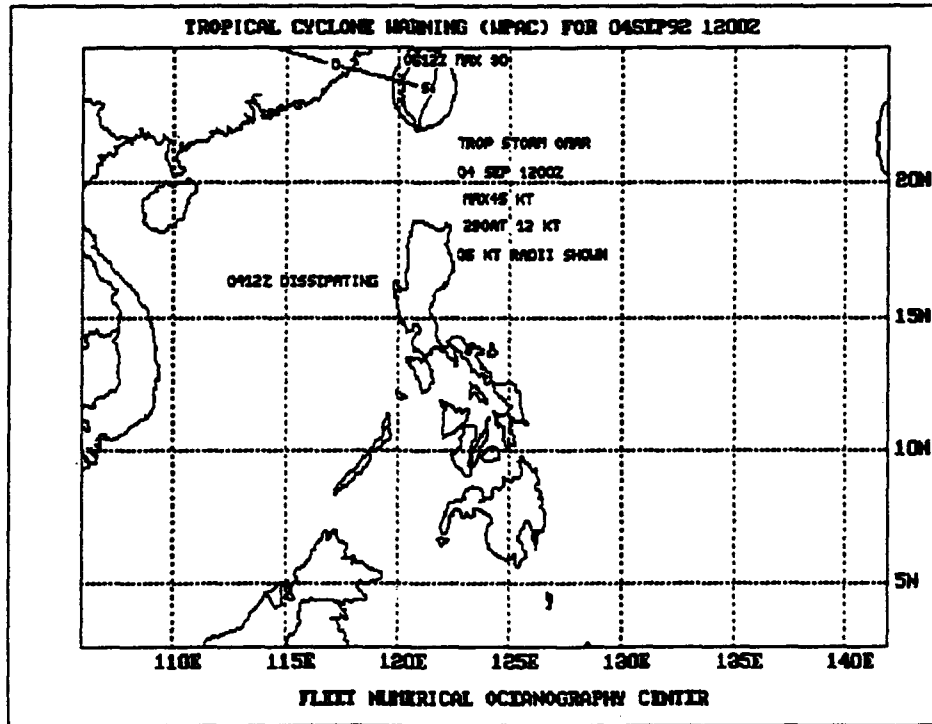 TROPICAL CYCLONE WARNING (WPAC) FOR 04SEP92 1200Z
0612Z MAX 30
TROP STORM OMAR
04 SEP 1200Z
MAX45 KT
290AT 12 KT
35 KT RADII SHOWN
0412Z DISSIPATING
20N
15N
10N
5N
110E 115E 120E 125E 130E 135E 140E
FLEET NUMERICAL OCEANOGRAPHY CENTER